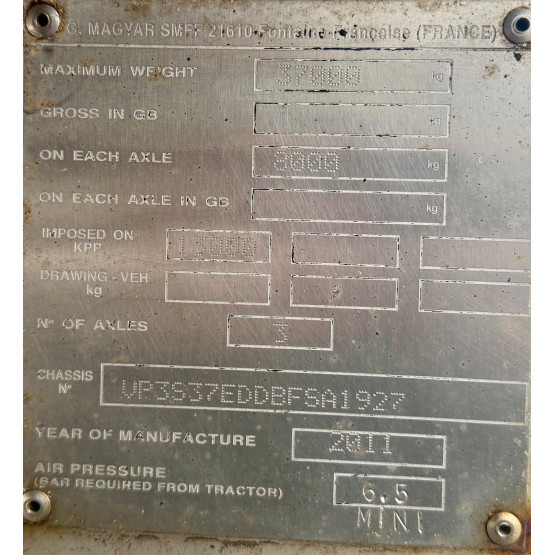 G. MAGYAR SMFF 21610 Fontaine-Française (FRANCE)
MAXIMUM WEIGHT 37000 kg
GROSS IN GB kg
ON EACH AXLE 8000 kg
ON EACH AXLE IN GB kg
IMPOSED ON
KPP 13000
DRAWING-VEH
kg
Nº OF AXLES 3
CHASSIS
Nº VP3S37EDDBFSA1927
YEAR OF MANUFACTURE 2011
AIR PRESSURE
(BAR REQUIRED FROM TRACTOR) 6.5
MINI